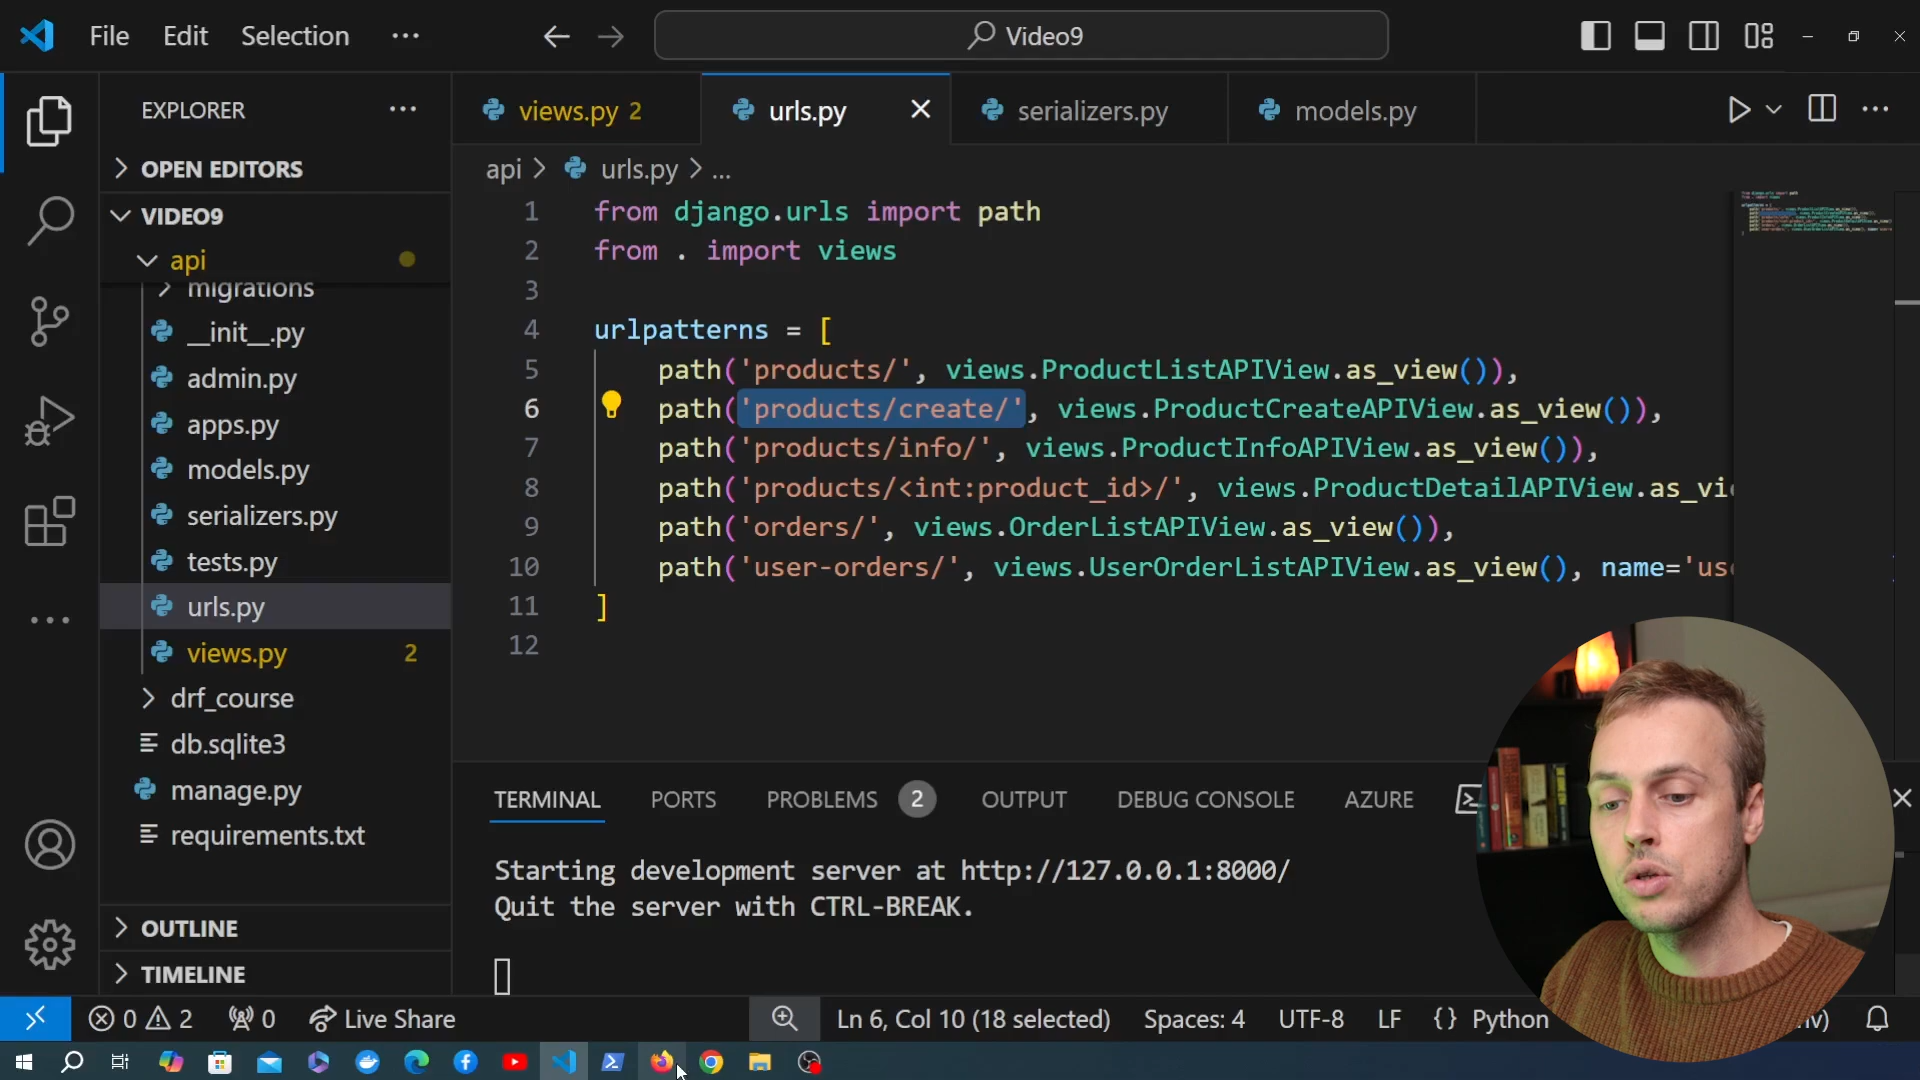 File Edit Selection ... Video9
EXPLORER ...
OPEN EDITORS
VIDEO9
api
migrations
__init__.py
admin.py
apps.py
models.py
serializers.py
tests.py
urls.py
views.py 2
drf_course
db.sqlite3
manage.py
requirements.txt
OUTLINE
TIMELINE
views.py 2 urls.py serializers.py models.py
api > urls.py > ...
1 from django.urls import path
2 from . import views
3
4 urlpatterns = [
5 path('products/', views.ProductListAPIView.as_view()),
6 path('products/create/', views.ProductCreateAPIView.as_view()),
7 path('products/info/', views.ProductInfoAPIView.as_view()),
8 path('products/<int:product_id>/', views.ProductDetailAPIView.as_vi
9 path('orders/', views.OrderListAPIView.as_view()),
10 path('user-orders/', views.UserOrderListAPIView.as_view(), name='us
11 ]
12
TERMINAL PORTS PROBLEMS 2 OUTPUT DEBUG CONSOLE AZURE
Starting development server at http://127.0.0.1:8000/
Quit the server with CTRL-BREAK.
0 2 0 Live Share Ln 6, Col 10 (18 selected) Spaces: 4 UTF-8 LF {} Python